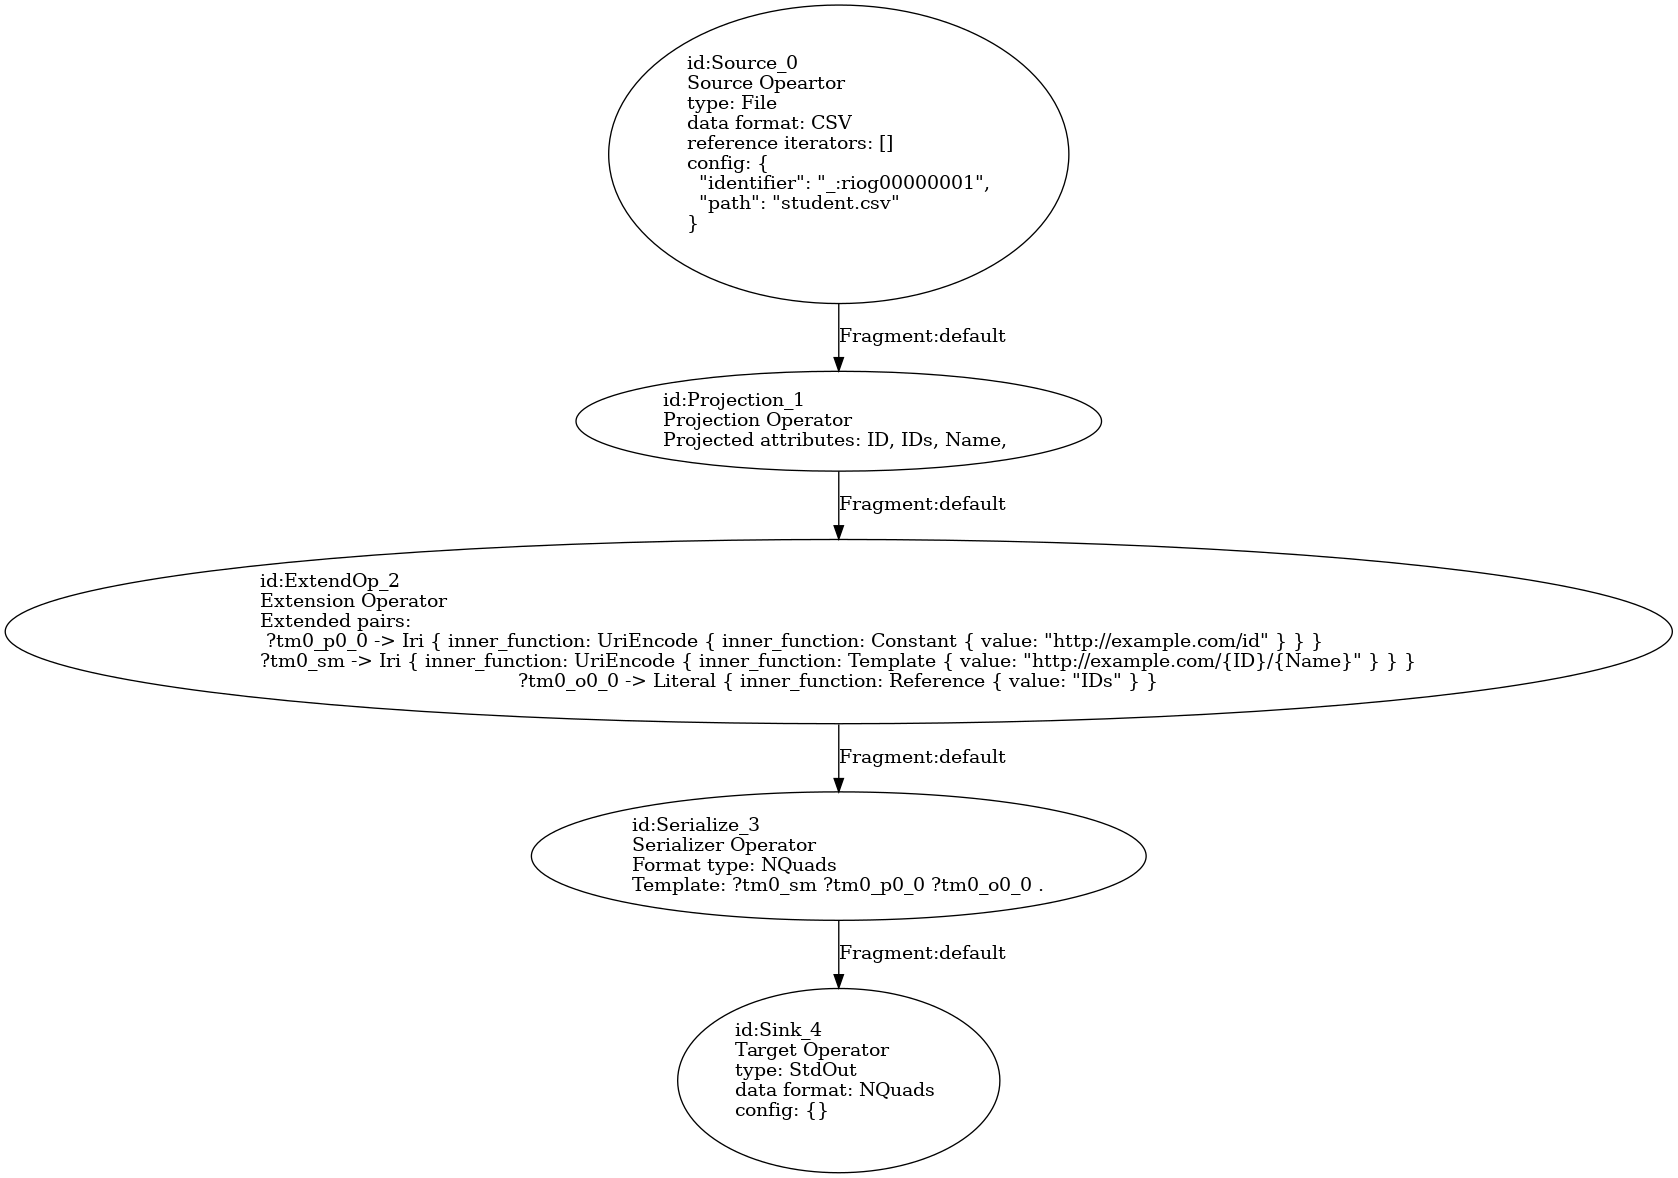 id:Source_0
Source Opeartor
type: File
data format: CSV
reference iterators: []
config: {
  "identifier": "_:riog00000001",
  "path": "student.csv"
}
Fragment:default
id:Projection_1
Projection Operator
Projected attributes: ID, IDs, Name,
Fragment:default
id:ExtendOp_2
Extension Operator
Extended pairs:
 ?tm0_p0_0 -> Iri { inner_function: UriEncode { inner_function: Constant { value: "http://example.com/id" } } }
?tm0_sm -> Iri { inner_function: UriEncode { inner_function: Template { value: "http://example.com/{ID}/{Name}" } } }
?tm0_o0_0 -> Literal { inner_function: Reference { value: "IDs" } }
Fragment:default
id:Serialize_3
Serializer Operator
Format type: NQuads
Template: ?tm0_sm ?tm0_p0_0 ?tm0_o0_0 .
Fragment:default
id:Sink_4
Target Operator
type: StdOut
data format: NQuads
config: {}